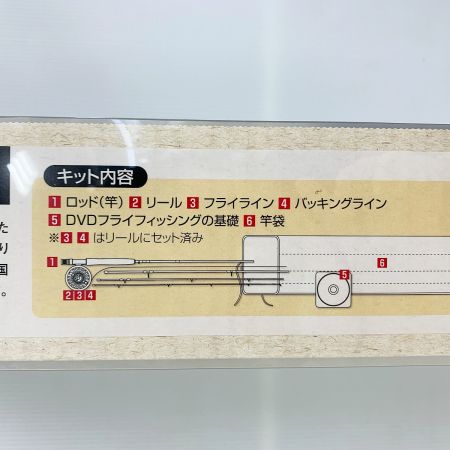 キット内容
1 ロッド(竿) 2 リール 3 フライライン 4 バッキングライン
5 DVDフライフィッシングの基礎 6 竿袋
※3 4 はリールにセット済み
1
2 3 4
5
6
た
り
国
。